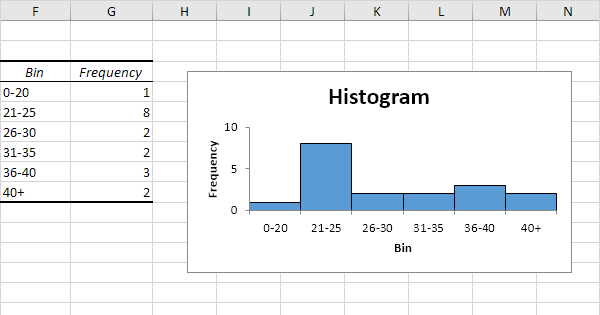 F G H I J K L M N
Bin Frequency
0-20 1
21-25 8
26-30 2
31-35 2
36-40 3
40+ 2
Histogram
Frequency
10
5
0
0-20 21-25 26-30 31-35 36-40 40+
Bin